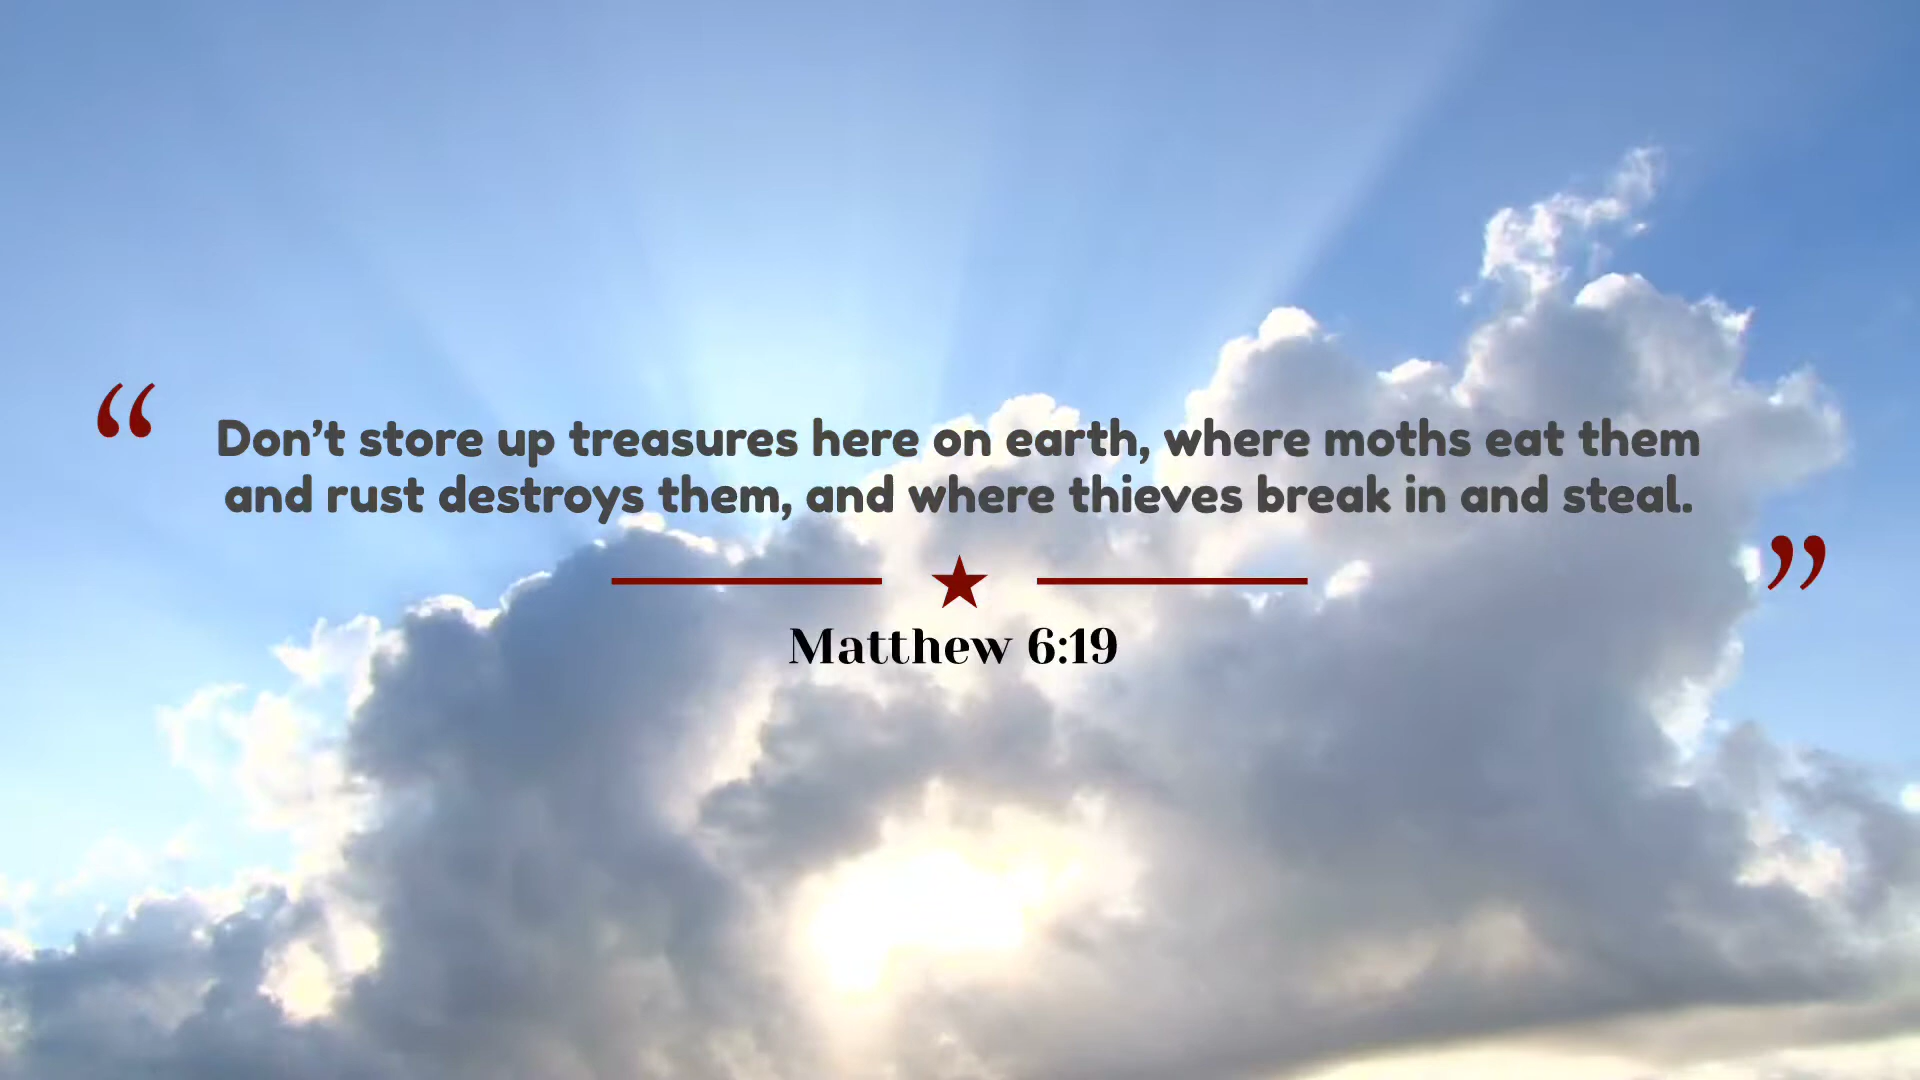 “
Don’t store up treasures here on earth, where moths eat them
and rust destroys them, and where thieves break in and steal.
”
Matthew 6:19